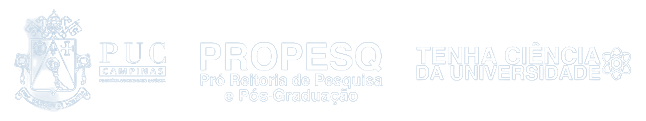 PUC
CAMPINAS
PROPESQ
Pró Reitoria de Pesquisa
e Pós-Graduação
TENHA CIÊNCIA
DA UNIVERSIDADE